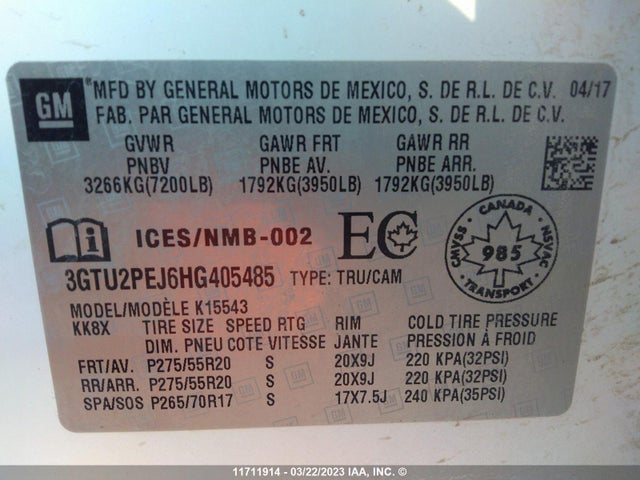 GM *MFD BY GENERAL MOTORS DE MEXICO, S. DE R.L. DE C.V. 04/17
FAB. PAR GENERAL MOTORS DE MEXICO, S. DE R.L. DE C.V.
GVWR GAWR FRT GAWR RR
PNBV PNBE AV. PNBE ARR.
3266KG(7200LB) 1792KG(3950LB) 1792KG(3950LB)
ICES/NMB-002 EC
CANADA
CMVSS 985 NSVAC
TRANSPORT
3GTU2PEJ6HG405485 TYPE: TRU/CAM
MODEL/MODÈLE K15543
KK8X TIRE SIZE SPEED RTG RIM COLD TIRE PRESSURE
DIM. PNEU COTE VITESSE JANTE PRESSION À FROID
FRT/AV. P275/55R20 S 20X9J 220 KPA(32PSI)
RR/ARR. P275/55R20 S 20X9J 220 KPA(32PSI)
SPA/SOS P265/70R17 S 17X7.5J 240 KPA(35PSI)
11711914 - 03/22/2023 IAA, INC. ©